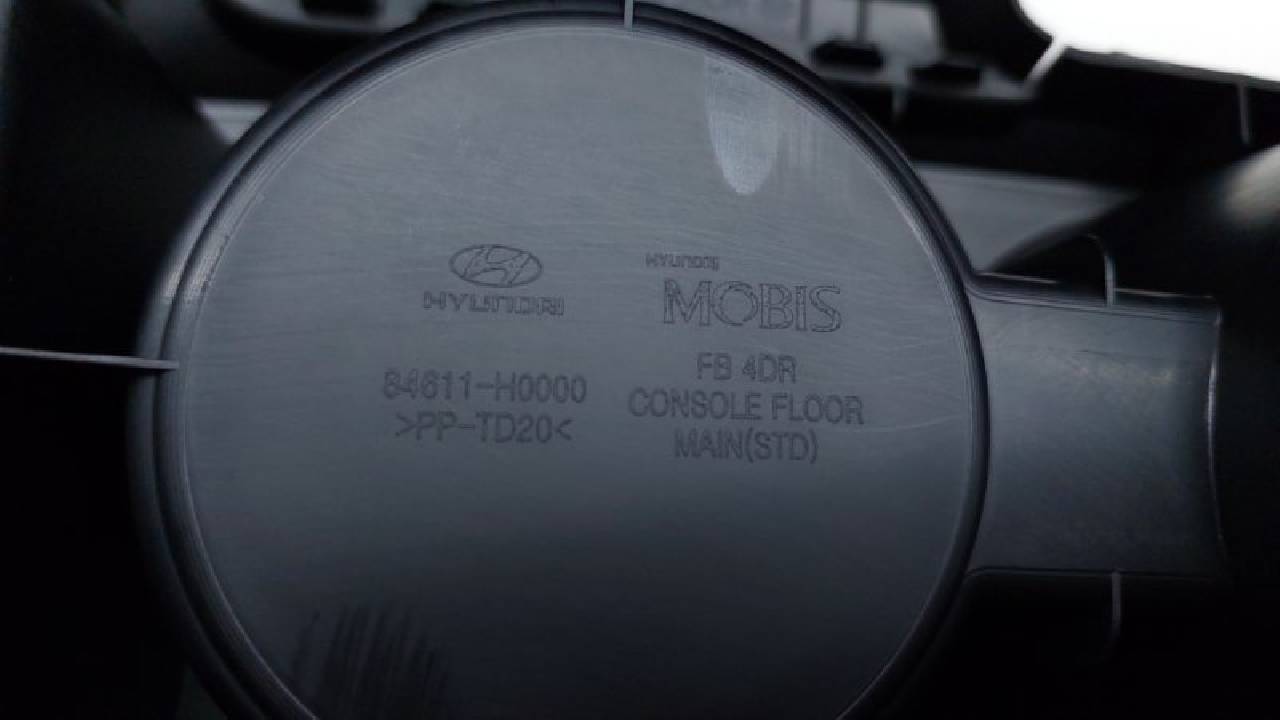 HYUNDAI
84611-H0000
>PP-TD20<
HYUNDAI
MOBIS
FB 4DR
CONSOLE FLOOR
MAIN(STD)